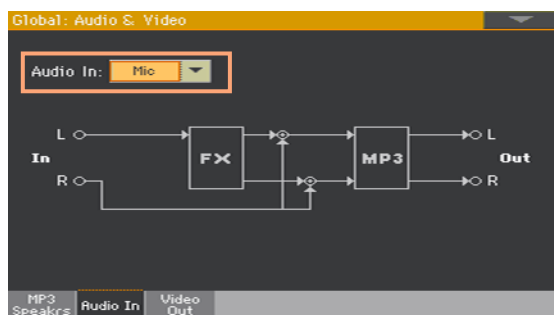 Global: Audio & Video
Audio In: Mic
L L
In FX MP3 Out
R R
MP3 Speakrs Audio In Video Out